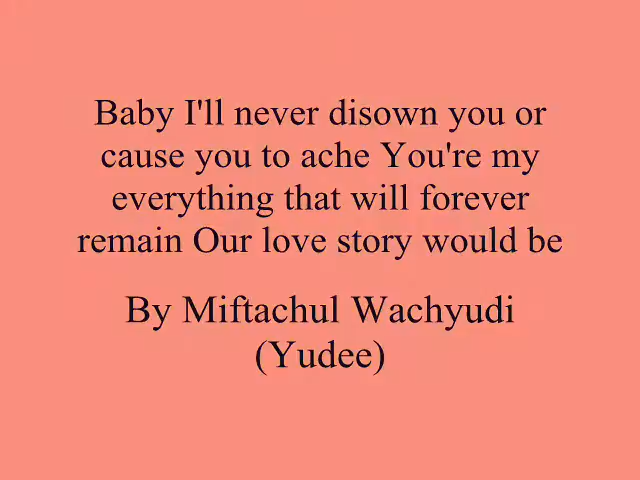 Baby I'll never disown you or
cause you to ache You're my
everything that will forever
remain Our love story would be
By Miftachul Wachyudi
(Yudee)